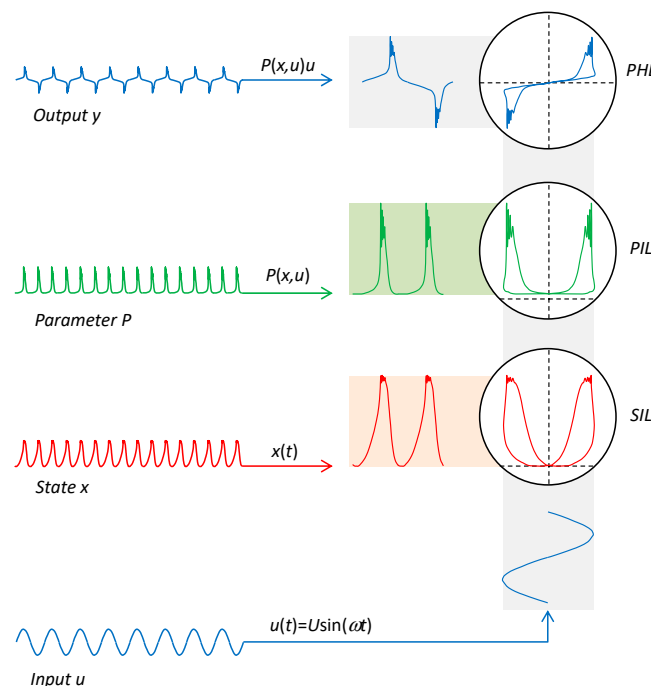 P(x,u)u
PHL
Output y
P(x,u)
PIL
Parameter P
x(t)
SIL
State x
u(t)=Usin(ωt)
Input u